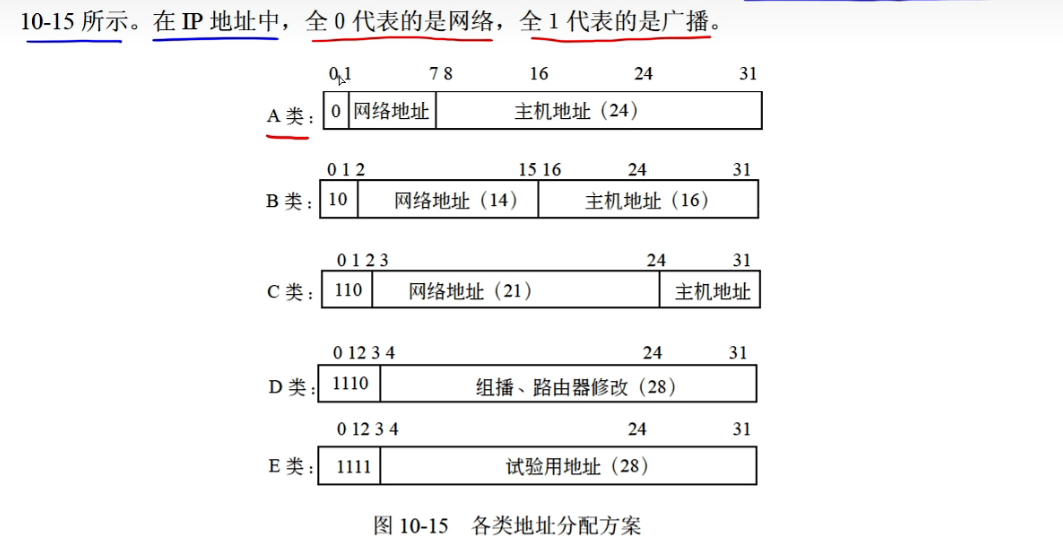 10-15 所示。在 IP 地址中，全 0 代表的是网络，全 1 代表的是广播。
0 1 7 8 16 24 31
A 类： 0 网络地址 主机地址（24）
0 1 2 15 16 24 31
B 类： 10 网络地址（14） 主机地址（16）
0 1 2 3 24 31
C 类： 110 网络地址（21） 主机地址
0 12 3 4 24 31
D 类： 1110 组播、路由器修改（28）
0 12 3 4 24 31
E 类： 1111 试验用地址（28）
图 10-15 各类地址分配方案